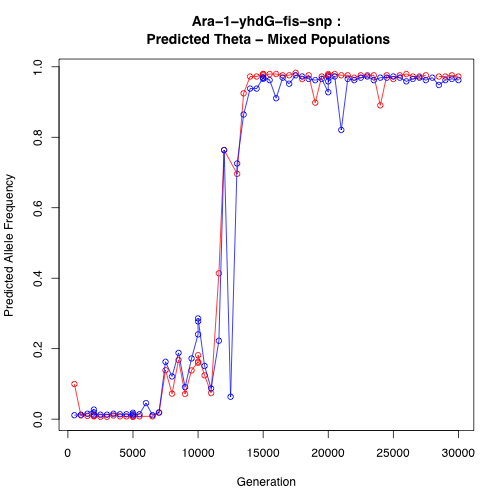 Ara−1−yhdG−fis−snp :
Predicted Theta − Mixed Populations
Predicted Allele Frequency
1.0
0.8
0.6
0.4
0.2
0.0
0 5000 10000 15000 20000 25000 30000
Generation